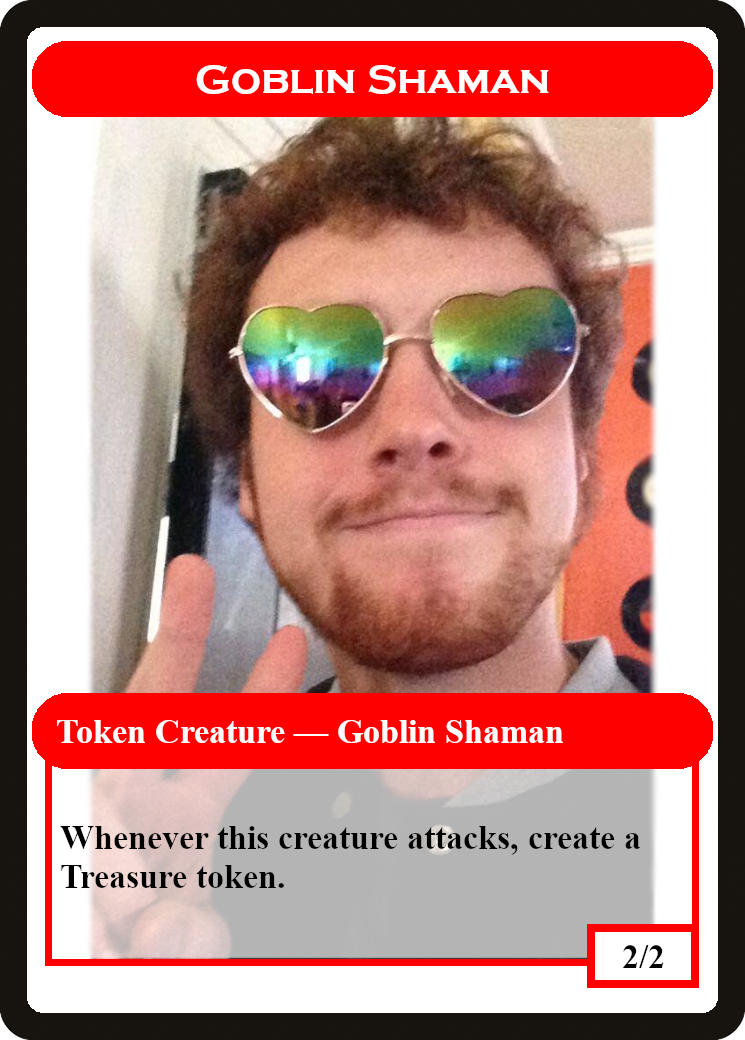 Goblin Shaman
Token Creature — Goblin Shaman
Whenever this creature attacks, create a
Treasure token.
2/2